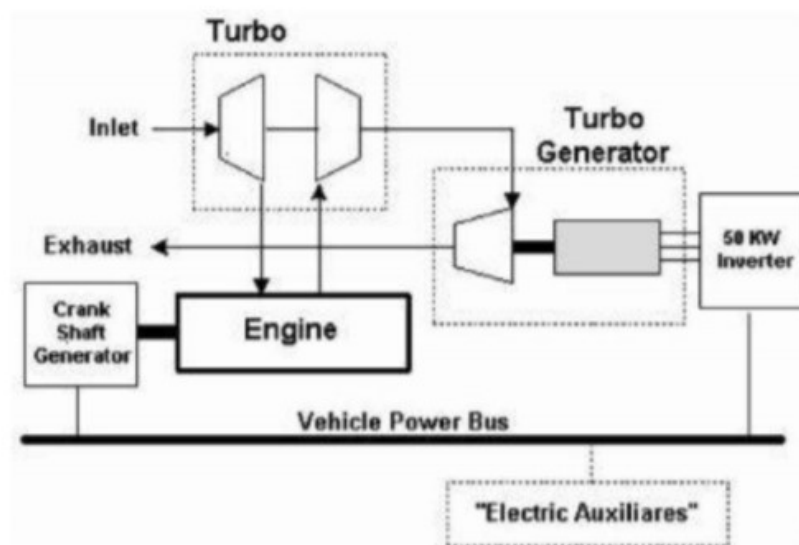 Turbo
Inlet
Turbo
Generator
Exhaust
50 KW
Inverter
Crank
Shaft
Generator
Engine
Vehicle Power Bus
"Electric Auxiliares"